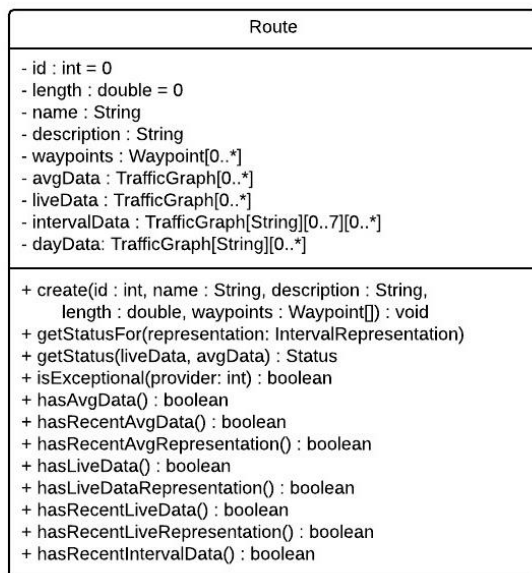 Route
- id : int = 0
- length : double = 0
- name : String
- description : String
- waypoints : Waypoint[0..*]
- avgData : TrafficGraph[0..*]
- liveData : TrafficGraph[0..*]
- intervalData : TrafficGraph[String][0..7][0..*]
- dayData: TrafficGraph[String][0..*]
+ create(id : int, name : String, description : String,
length : double, waypoints : Waypoint[]) : void
+ getStatusFor(representation: IntervalRepresentation)
+ getStatus(liveData, avgData) : Status
+ isExceptional(provider: int) : boolean
+ hasAvgData() : boolean
+ hasRecentAvgData() : boolean
+ hasRecentAvgRepresentation() : boolean
+ hasLiveData() : boolean
+ hasLiveDataRepresentation() : boolean
+ hasRecentLiveData() : boolean
+ hasRecentLiveRepresentation() : boolean
+ hasRecentIntervalData() : boolean